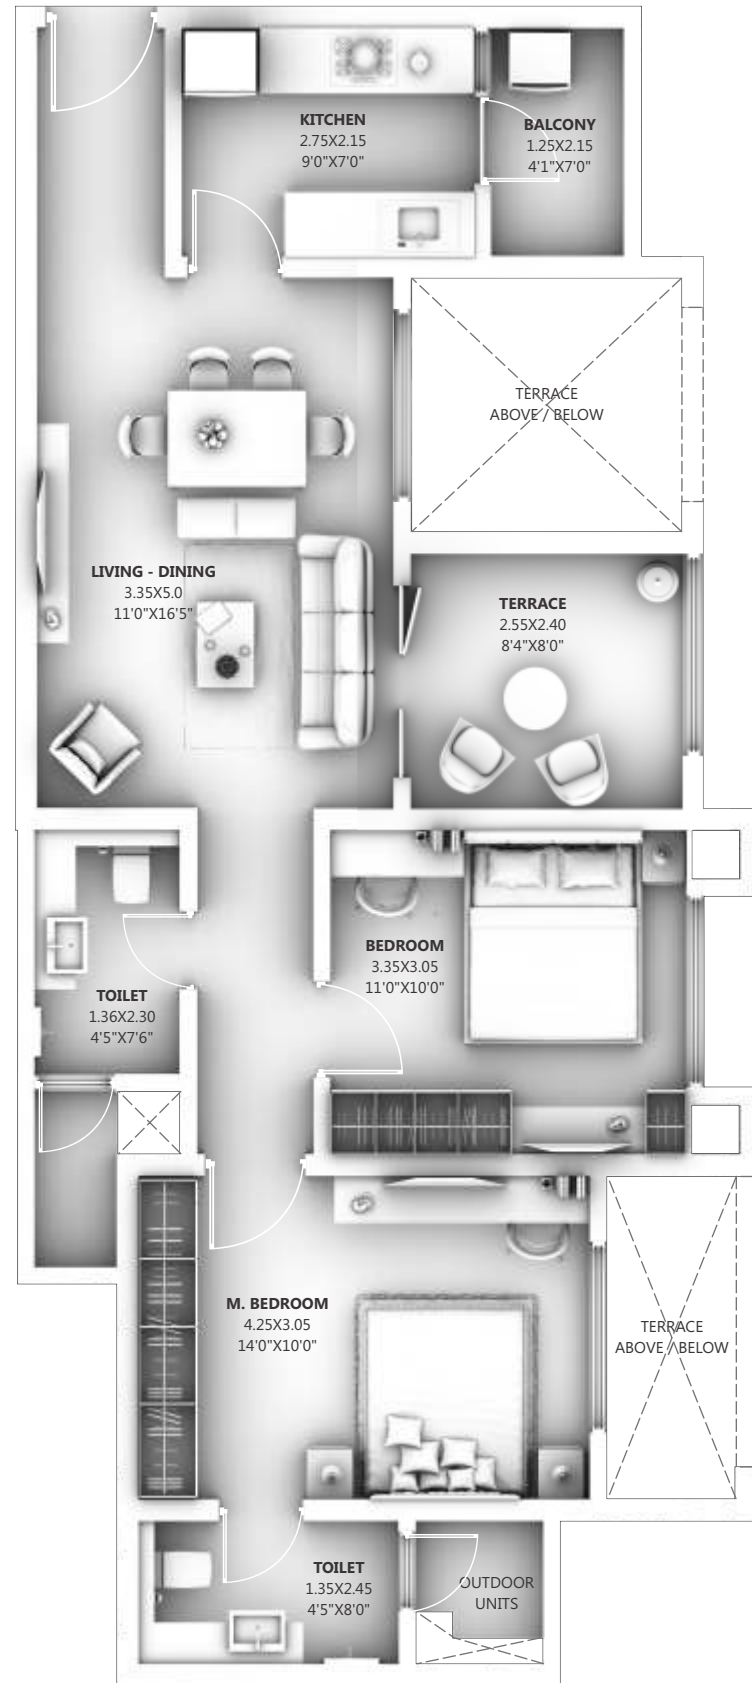 KITCHEN
2.75X2.15
9'0"X7'0"
BALCONY
1.25X2.15
4'1"X7'0"
TERRACE
ABOVE / BELOW
LIVING - DINING
3.35X5.0
11'0"X16'5"
TERRACE
2.55X2.40
8'4"X8'0"
BEDROOM
3.35X3.05
11'0"X10'0"
TOILET
1.36X2.30
4'5"X7'6"
M. BEDROOM
4.25X3.05
14'0"X10'0"
TERRACE
ABOVE / BELOW
TOILET
1.35X2.45
4'5"X8'0"
OUTDOOR
UNITS